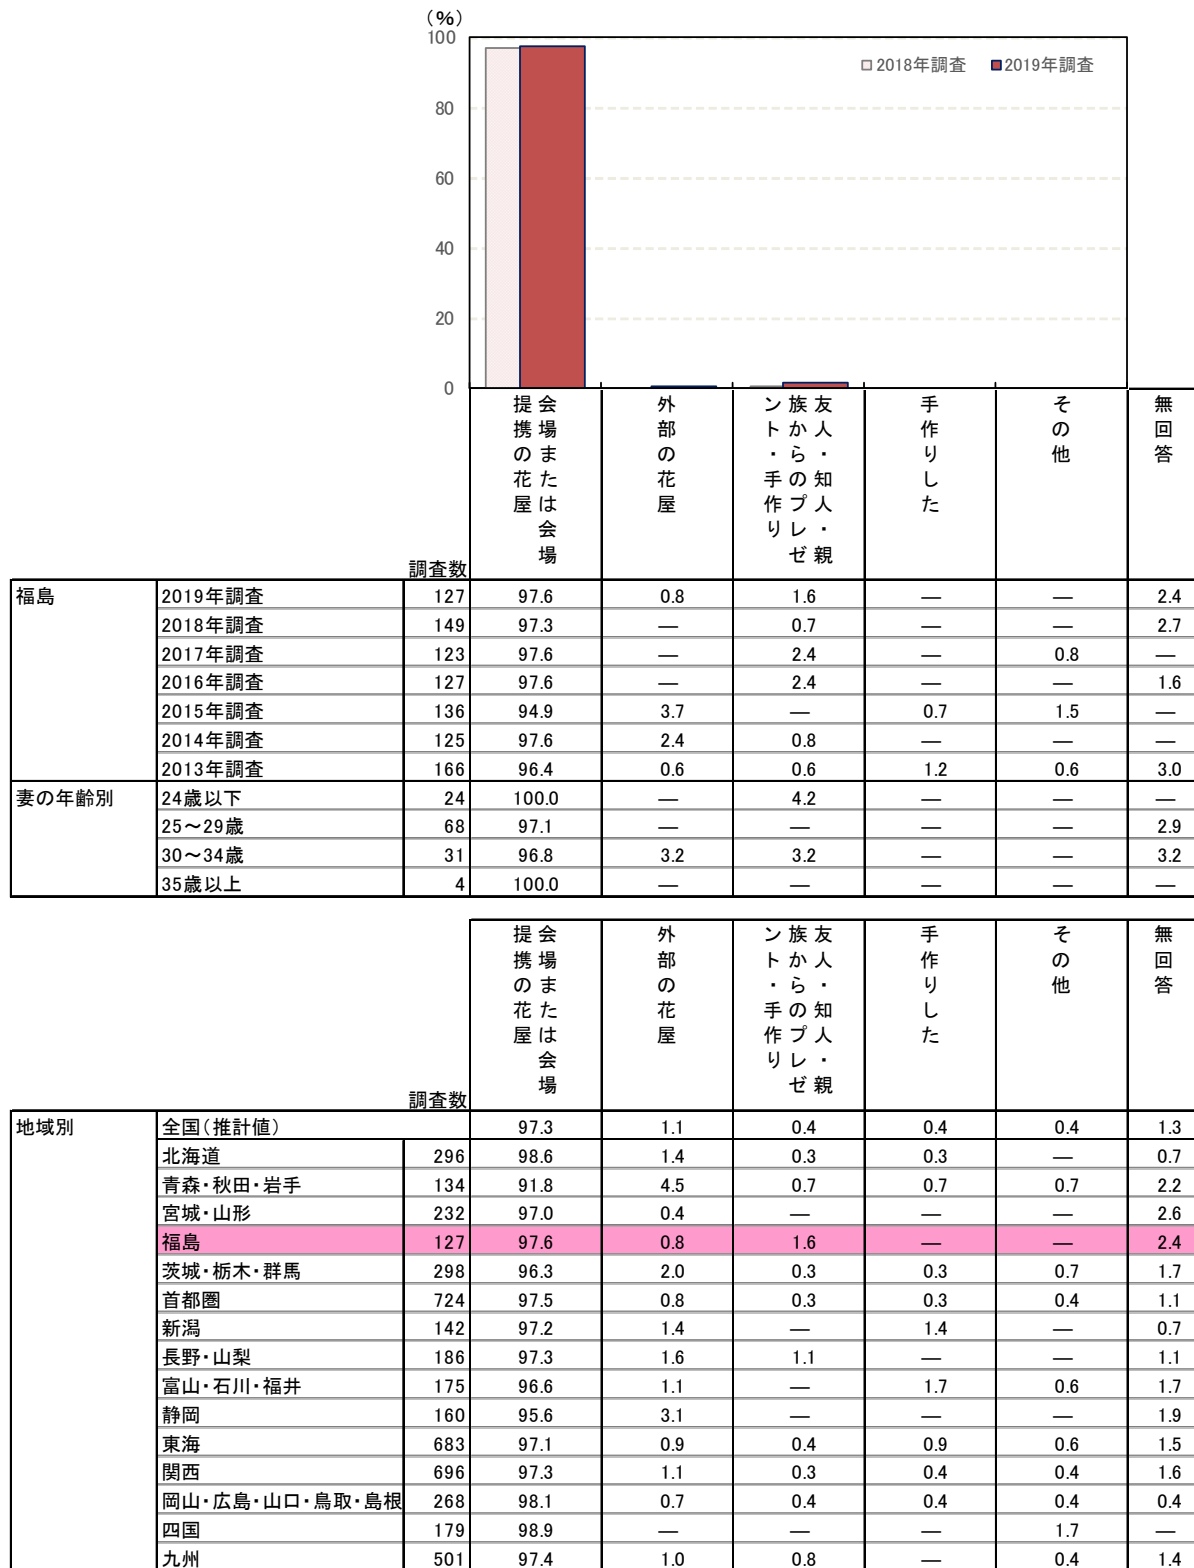 （%）
100
80
60
40
20
0
□2018年調査 ■2019年調査
会場または会場提携の花屋
外部の花屋
友人・知人・親族からのプレゼント・手作り
手作りした
その他
無回答
調査数
福島 2019年調査 127 97.6 0.8 1.6 — — 2.4
2018年調査 149 97.3 — 0.7 — — 2.7
2017年調査 123 97.6 — 2.4 — 0.8 —
2016年調査 127 97.6 — 2.4 — — 1.6
2015年調査 136 94.9 3.7 — 0.7 1.5 —
2014年調査 125 97.6 2.4 0.8 — — —
2013年調査 166 96.4 0.6 0.6 1.2 0.6 3.0
妻の年齢別 24歳以下 24 100.0 — 4.2 — — —
25～29歳 68 97.1 — — — — 2.9
30～34歳 31 96.8 3.2 3.2 — — 3.2
35歳以上 4 100.0 — — — — —
会場または会場提携の花屋
外部の花屋
友人・知人・親族からのプレゼント・手作り
手作りした
その他
無回答
調査数
地域別 全国（推計値） 97.3 1.1 0.4 0.4 0.4 1.3
北海道 296 98.6 1.4 0.3 0.3 — 0.7
青森・秋田・岩手 134 91.8 4.5 0.7 0.7 0.7 2.2
宮城・山形 232 97.0 0.4 — — — 2.6
福島 127 97.6 0.8 1.6 — — 2.4
茨城・栃木・群馬 298 96.3 2.0 0.3 0.3 0.7 1.7
首都圏 724 97.5 0.8 0.3 0.3 0.4 1.1
新潟 142 97.2 1.4 — 1.4 — 0.7
長野・山梨 186 97.3 1.6 1.1 — — 1.1
富山・石川・福井 175 96.6 1.1 — 1.7 0.6 1.7
静岡 160 95.6 3.1 — — — 1.9
東海 683 97.1 0.9 0.4 0.9 0.6 1.5
関西 696 97.3 1.1 0.3 0.4 0.4 1.6
岡山・広島・山口・鳥取・島根 268 98.1 0.7 0.4 0.4 0.4 0.4
四国 179 98.9 — — — 1.7 —
九州 501 97.4 1.0 0.8 — 0.4 1.4